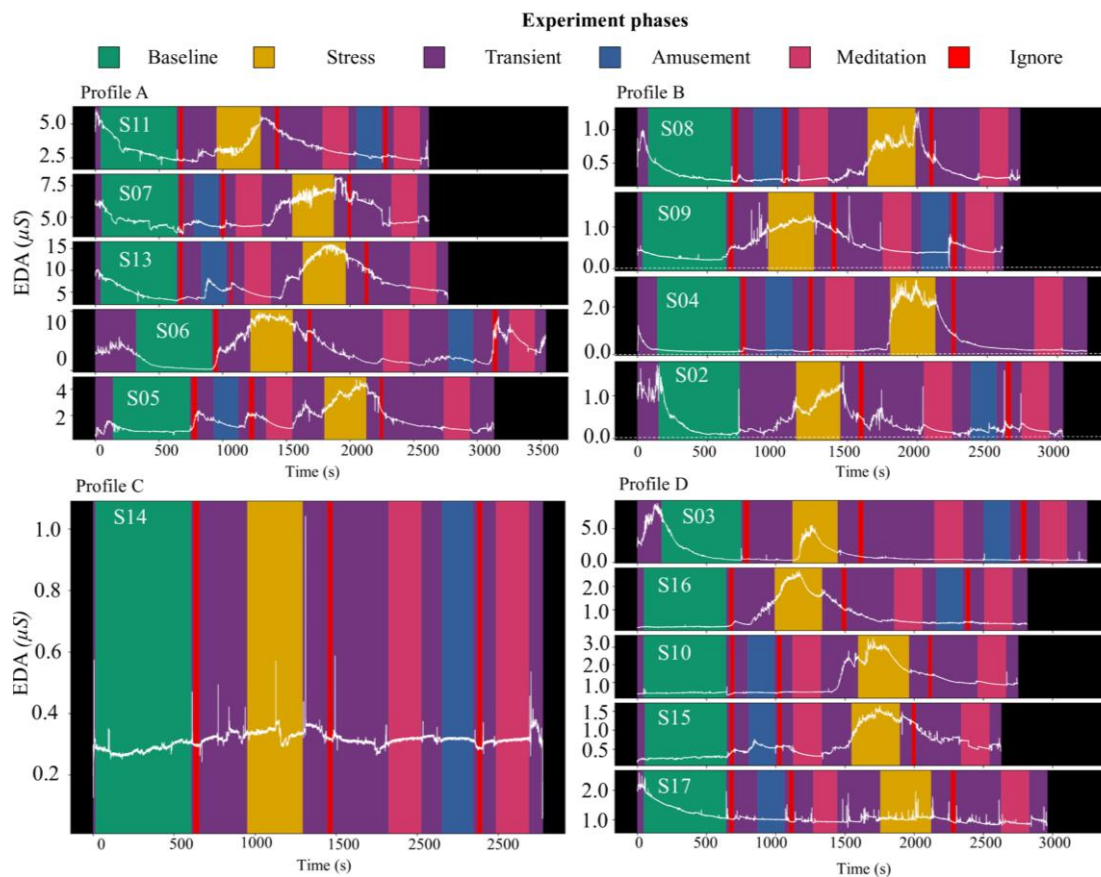 Experiment phases
Baseline Stress Transient Amusement Meditation Ignore
Profile A
EDA (μS)
5.0
2.5
S11
7.5
5.0
S07
15
10
5
S13
10
0
S06
4
2
S05
0 500 1000 1500 2000 2500 3000 3500
Time (s)
Profile B
1.0
0.5
S08
1.0
0.0
S09
2.0
0.0
S04
1.0
0.0
S02
0 500 1000 1500 2000 2500 3000
Time (s)
Profile C
EDA (μS)
1.0
0.8
0.6
0.4
0.2
S14
0 500 1000 1500 2000 2500
Time (s)
Profile D
5.0
0.0
S03
2.0
1.0
S16
3.0
2.0
1.0
S10
1.5
1.0
0.5
S15
2.0
1.0
S17
0 500 1000 1500 2000 2500 3000
Time (s)